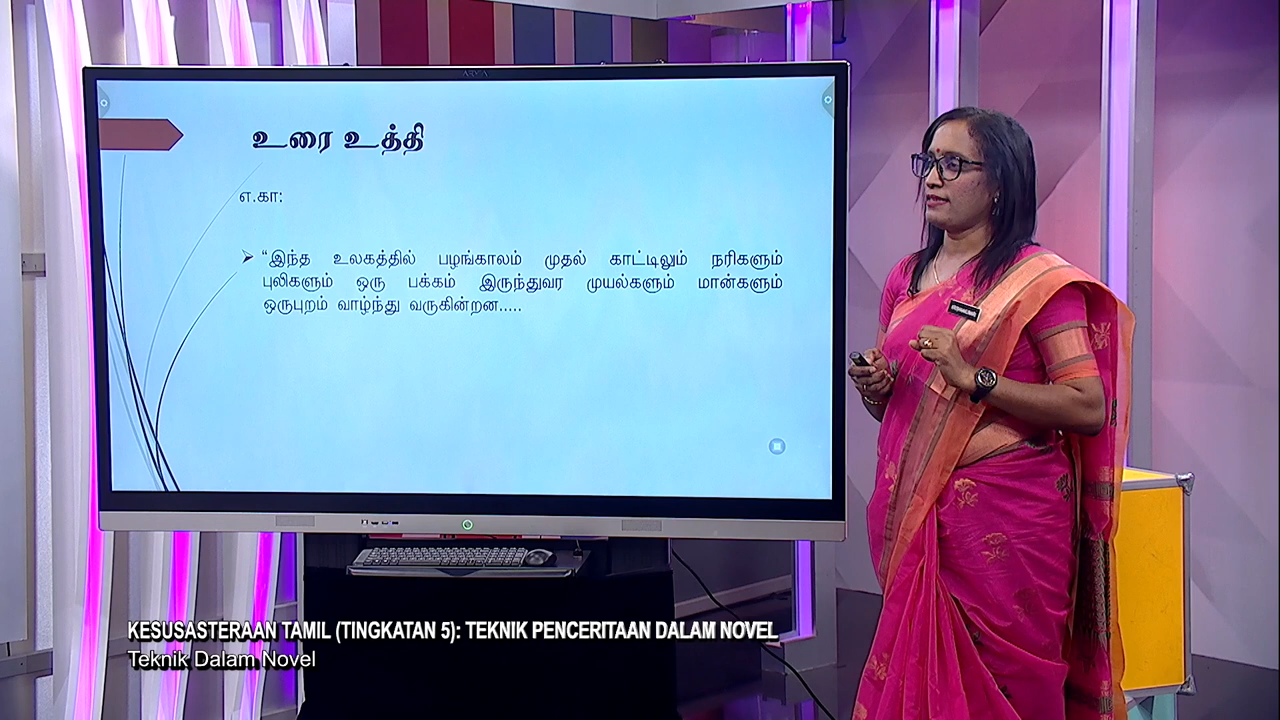 உரை உத்தி
எ.கா:
“இந்த உலகத்தில் பழங்காலம் முதல் காட்டிலும் நரிகளும்
புலிகளும் ஒரு பக்கம் இருந்துவர முயல்களும் மான்களும்
ஒருபுறம் வாழ்ந்து வருகின்றன.....
KESUSASTERAAN TAMIL (TINGKATAN 5): TEKNIK PENCERITAAN DALAM NOVEL
Teknik Dalam Novel